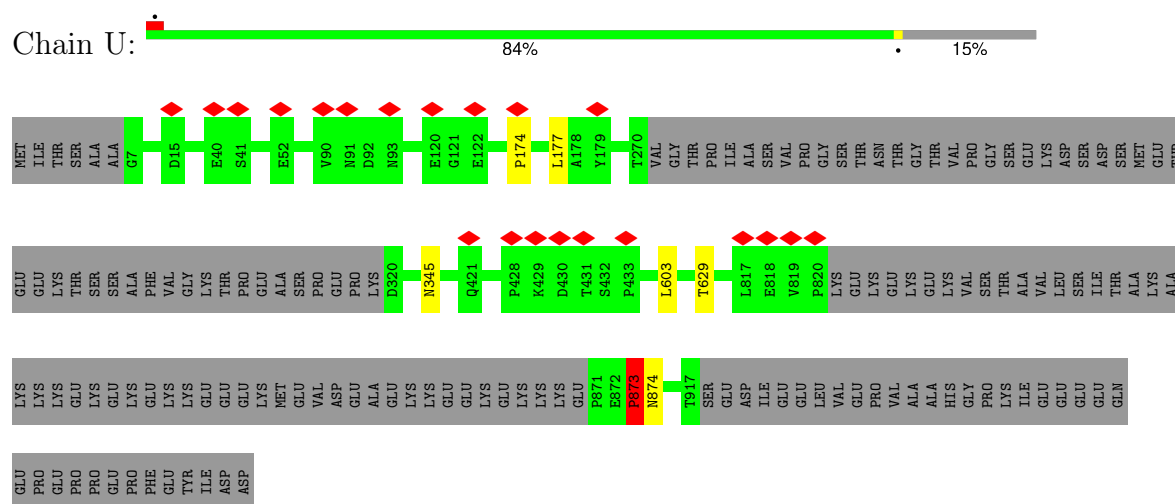 Chain U:
84%
15%
MET ILE THR SER ALA ALA G7 D15 E40 S41 E52 V90 N91 D92 N93 E120 G121 E122 P174 L177 A178 Y179 T270 VAL GLY THR PRO ILE ALA SER VAL PRO GLY SER THR ASN THR GLY THR VAL PRO GLY SER GLU LYS ASP SER ASP SER MET GLU THR
GLU GLU LYS THR SER SER ALA PHE VAL GLY LYS THR PRO GLU ALA SER PRO GLU PRO LYS D320 N345 Q421 P428 K429 D430 T431 S432 P433 L603 T629 L817 E818 V819 P820 LYS GLU LYS GLU LYS GLU LYS VAL SER THR ALA VAL LEU SER ILE THR ALA LYS ALA
LYS PRO LYS GLU LYS GLU LYS GLU LYS LYS GLU GLU GLU LYS MET GLU VAL ASP GLU ALA GLU LYS LYS GLU GLU LYS GLU LYS LYS LYS GLU P871 E872 P873 N874 T917 SER GLU ASP ILE GLU GLU LEU VAL GLU PRO VAL ALA ALA HIS GLY PRO LYS ILE GLU GLU GLU GLU GLN
GLU PRO GLU PRO PRO GLU PRO PHE GLU TYR ILE ASP ASP